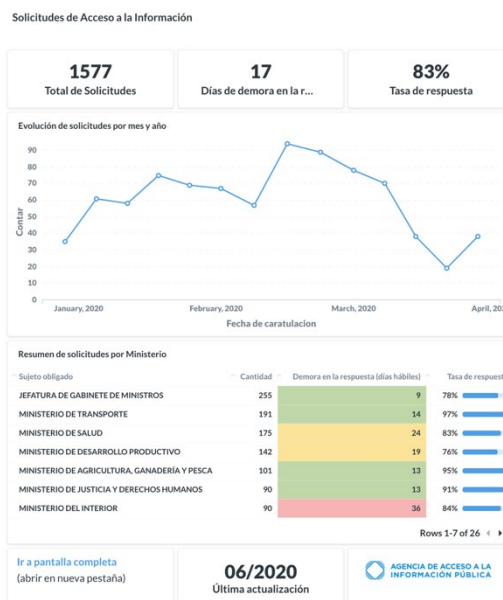 Solicitudes de Acceso a la Información
1577
Total de Solicitudes
17
Días de demora en la r...
83%
Tasa de respuesta
Evolución de solicitudes por mes y año
90
80
70
60
50
40
30
20
10
0
Contar
January, 2020 February, 2020 March, 2020 April, 202
Fecha de caratulacion
Resumen de solicitudes por Ministerio
Sujeto obligado Cantidad Demora en la respuesta (días hábiles) Tasa de respuest
JEFATURA DE GABINETE DE MINISTROS 255 9 78%
MINISTERIO DE TRANSPORTE 191 14 97%
MINISTERIO DE SALUD 175 24 83%
MINISTERIO DE DESARROLLO PRODUCTIVO 142 19 76%
MINISTERIO DE AGRICULTURA, GANADERÍA Y PESCA 101 13 95%
MINISTERIO DE JUSTICIA Y DERECHOS HUMANOS 90 13 91%
MINISTERIO DEL INTERIOR 90 36 84%
Rows 1-7 of 26
Ir a pantalla completa
(abrir en nueva pestaña)
06/2020
Última actualización
AGENCIA DE ACCESO A LA
INFORMACIÓN PÚBLICA